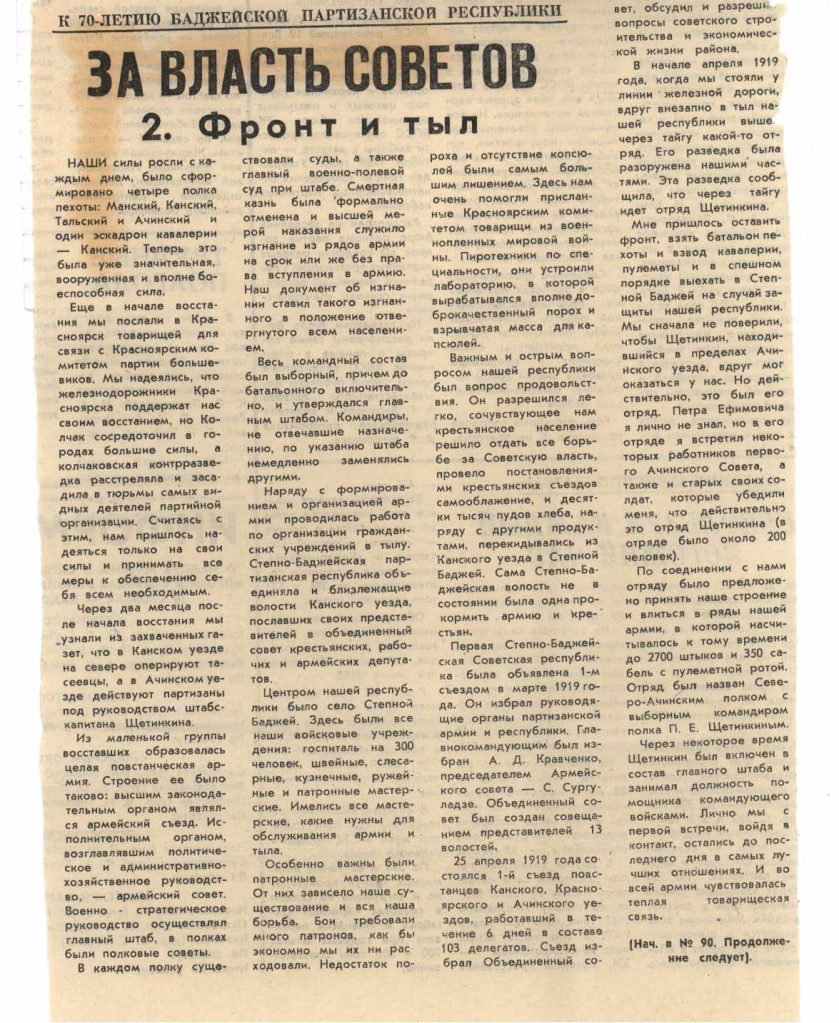 К 70-ЛЕТИЮ БАДЖЕЙСКОЙ ПАРТИЗАНСКОЙ РЕСПУБЛИКИ
ЗА ВЛАСТЬ СОВЕТОВ
2. Фронт и тыл
НАШИ силы росли с ка-
ждым днем, было сфор-
мировано четыре полка
пехоты: Манский, Канский,
Тальский и Ачинский и
один эскадрон кавалерии
— Канский. Теперь это
была уже значительная,
вооруженная и вполне бо-
еспособная сила.
Еще в начале восста-
ния мы послали в Кра-
сноярск товарищей для
связи с Красноярским ко-
митетом партии больше-
виков. Мы надеялись, что
железнодорожники Кра-
сноярска поддержат нас
своим восстанием, но Ко-
лчак сосредоточил в го-
родах большие силы, а
колчаковская контрразве-
дка расстреляла и заса-
дила в тюрьмы самых ви-
дных деятелей партийной
организации. Считаясь с
этим, нам пришлось на-
деяться только на свои
силы и принимать все
меры к обеспечению се-
бя всем необходимым.
Через два месяца пос-
ле начала восстания мы
узнали из захваченных га-
зет, что в Канском уезде
на севере оперируют та-
сеевцы, а в Ачинском уе-
зде действуют партизаны
под руководством штабс-
капитана Щетинкина.
Из маленькой группы
восставших образовалась
целая повстанческая ар-
мия. Строение ее было
таково: высшим законода-
тельным органом являл-
ся армейский съезд. Ис-
полнительным органом,
возглавлявшим политиче-
ское и административно-
хозяйственное руководст-
во, — армейский совет.
Военно - стратегическое
руководство осуществлял
главный штаб, в полках
были полковые советы.
В каждом полку суще-
ствовали суды, а также
главный военно-полевой
суд при штабе. Смертная
казнь была формально
отменена и высшей ме-
рой наказания служило
изгнание из рядов армии
на срок или же без пра-
ва вступления в армию.
Наш документ об изгна-
нии ставил такого изгнан-
ного в положение отве-
ргнутого всем населени-
ем.
Весь командный состав
был выборный, причем до
батальонного включитель-
но, и утверждался глав-
ным штабом. Командиры,
не отвечавшие назначе-
нию, по указанию штаба
немедленно заменялись
другими.
Наряду с формирова-
нием и организацией ар-
мии проводилась работа
по организации граждан-
ских учреждений в тылу.
Степно-Баджейская пар-
тизанская республика объ-
единяла и близлежащие
волости Канского уезда,
пославших своих предста-
вителей в объединенный
совет крестьянских, рабо-
чих и армейских депута-
тов.
Центром нашей респуб-
лики было село Степной
Баджей. Здесь были все
наши войсковые учреж-
дения: госпиталь на 300
человек, швейные, слеса-
рные, кузнечные, ружей-
ные и патронные мастер-
ские. Имелись все масте-
рские, какие нужны для
обслуживания армии и
тыла.
Особенно важны были
патронные мастерские.
От них зависело наше су-
ществование и вся наша
борьба. Бои требовали
много патронов, как бы
экономно мы их ни рас-
ходовали. Недостаток по-
роха и отсутствие капсю-
лей были самым боль-
шим лишением. Здесь нам
очень помогли прислан-
ные Красноярским коми-
тетом товарищи из воен-
нопленных мировой вой-
ны. Пиротехники по спе-
циальности, они устроили
лабораторию, в которой
вырабатывался вполне до-
брокачественный порох и
взрывчатая масса для кап-
сюлей.
Важным и острым воп-
росом нашей республики
был вопрос продовольст-
вия. Он разрешился ле-
гко, сочувствующее нам
крестьянское население
решило отдать все борь-
бе за Советскую власть,
провело постановления-
ми крестьянских съездов
самообложение, и десят-
ки тысяч пудов хлеба, на-
ряду с другими продук-
тами, перекидывались из
Канского уезда в Степной
Баджей. Сама Степно-Ба-
джейская волость не в
состоянии была одна про-
кормить армию и кре-
стьян.
Первая Степно-Баджей-
ская Советская республи-
ка была объявлена 1-м
съездом в марте 1919 го-
да. Он избрал руководя-
щие органы партизанской
армии и республики. Гла-
внокомандующим был из-
бран А. Д. Кравченко,
председателем Армейс-
кого совета — С. Сургу-
ладзе. Объединенный со-
вет был создан совеща-
нием представителей 13
волостей.
25 апреля 1919 года со-
стоялся 1-й съезд повс-
танцев Канского, Красно-
ярского и Ачинского уе-
здов, работавший в те-
чение 6 дней в составе
103 делегатов. Съезд из-
брал Объединенный со-
вет, обсудил и разреши
вопросы советского стро-
ительства и экономичес-
кой жизни района.
В начале апреля 1919
года, когда мы стояли у
линии железной дороги,
вдруг внезапно в тыл на-
шей республики выше
через тайгу какой-то от-
ряд. Его разведка была
разоружена нашими час-
тями. Эта разведка сооб-
щила, что через тайгу
идет отряд Щетинкина.
Мне пришлось оставить
фронт, взять батальон пе-
хоты и взвод кавалерии,
пулеметы и в спешном
порядке выехать в Степ-
ной Баджей на случай за-
щиты нашей республики.
Мы сначала не поверили,
чтобы Щетинкин, находи-
вшийся в пределах Ачи-
нского уезда, вдруг мог
оказаться у нас. Но дей-
ствительно, это был его
отряд. Петра Ефимовича
я лично не знал, но в его
отряде я встретил неко-
торых работников перво-
го Ачинского Совета, а
также и старых своих сол-
дат, которые убедили
меня, что действительно
это отряд Щетинкина (в
отряде было около 200
человек).
По соединении с нами
отряду было предложе-
но принять наше строение
и влиться в ряды нашей
армии, в которой насчи-
тывалось к тому времени
до 2700 штыков и 350 са-
бель с пулеметной ротой.
Отряд был назван Севе-
ро-Ачинским полком с
выборным командиром
полка П. Е. Щетинкиным.
Через некоторое время
Щетинкин был включен в
состав главного штаба и
занимал должность по-
мощника командующего
войсками. Лично мы с
первой встречи, войдя в
контакт, остались до пос-
леднего дня в самых лу-
чших отношениях. И во
всей армии чувствовалась
теплая товарищеская
связь.
(Нач. в № 90. Продолже-
ние следует).